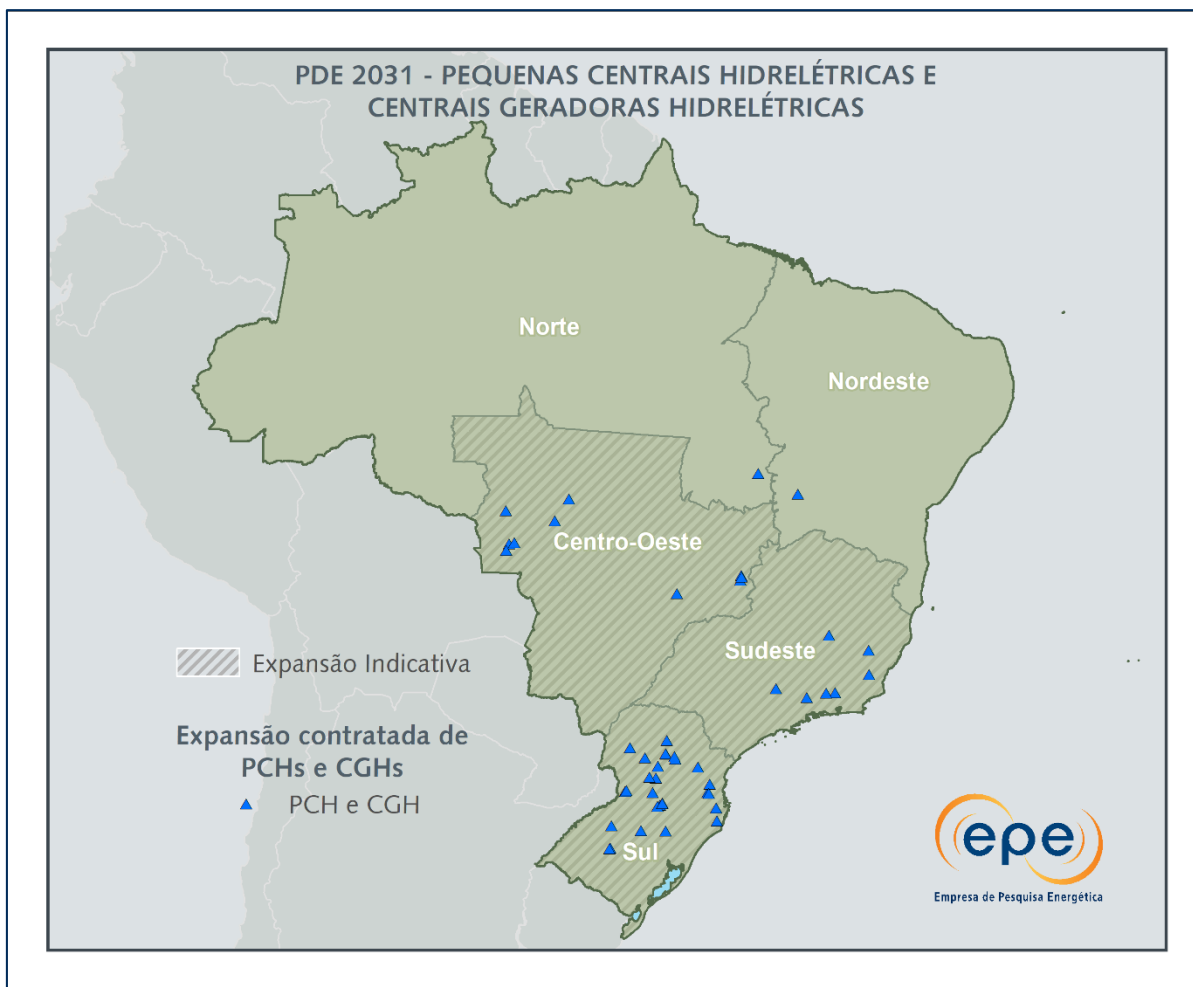 PDE 2031 - PEQUENAS CENTRAIS HIDRELÉTRICAS E
CENTRAIS GERADORAS HIDRELÉTRICAS
Norte
Nordeste
Centro-Oeste
Sudeste
Expansão Indicativa
Expansão contratada de
PCHs e CGHs
PCH e CGH
Sul
epe
Empresa de Pesquisa Energética